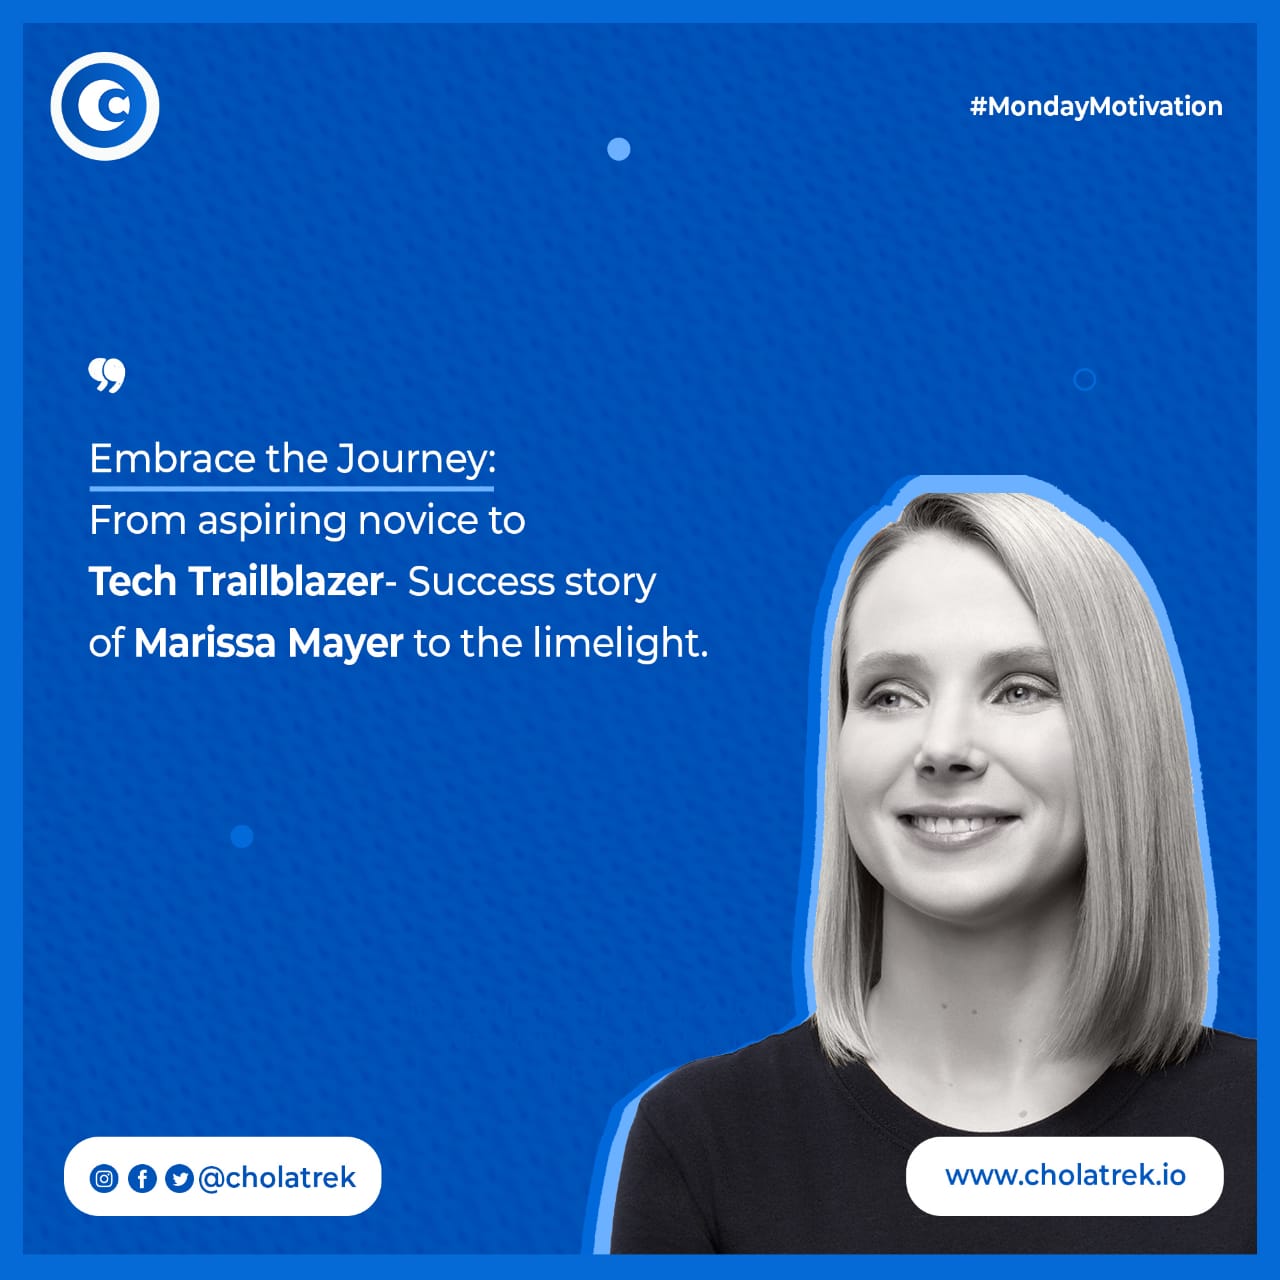 #MondayMotivation
Embrace the Journey:
From aspiring novice to
Tech Trailblazer- Success story
of Marissa Mayer to the limelight.
@cholatrek
www.cholatrek.io